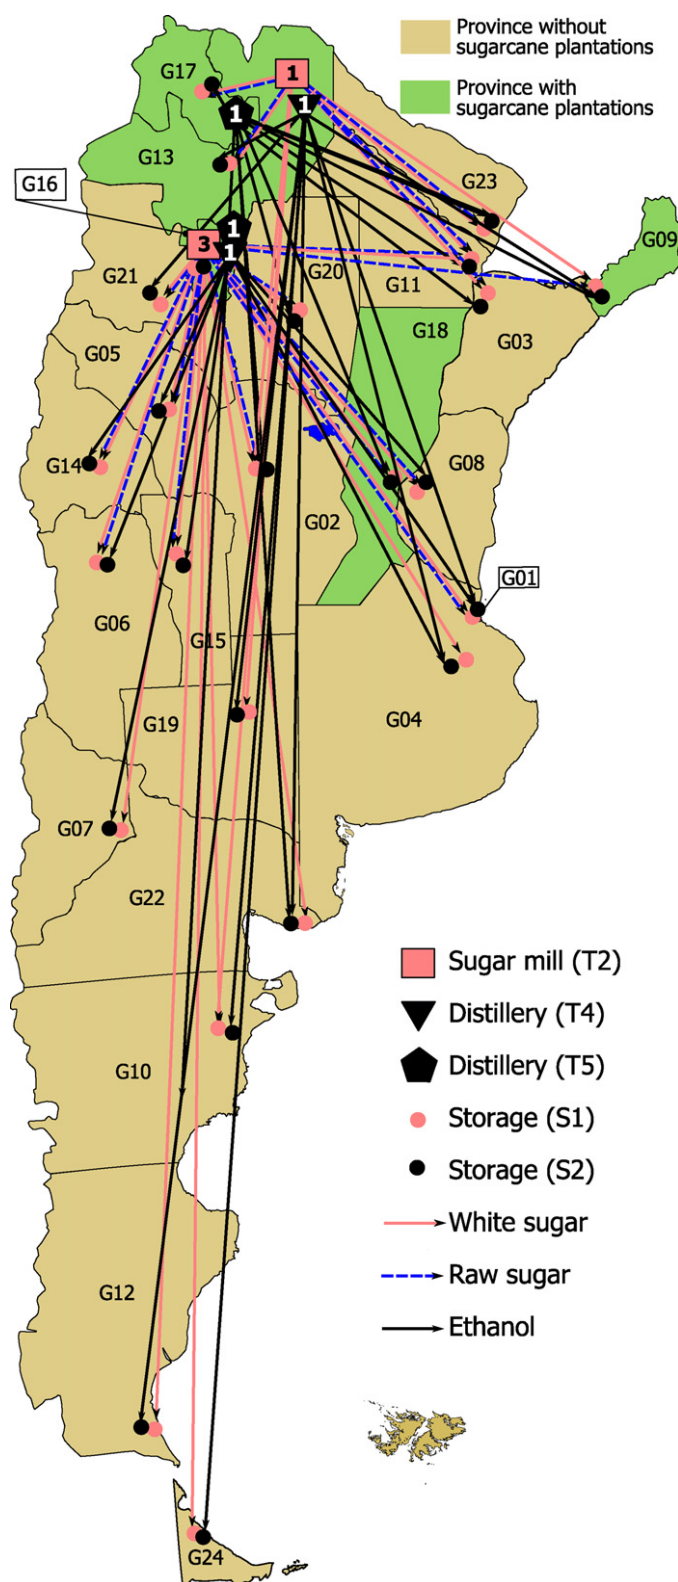 Province without
sugarcane plantations
Province with
sugarcane plantations
G17
1
1
1
G13
G23
G16
G09
1
3
1
G20
G21
G11
G18
G03
G05
G14
G08
G02
G01
G06
G15
G19
G04
G07
G22
Sugar mill (T2)
Distillery (T4)
Distillery (T5)
G10
Storage (S1)
Storage (S2)
White sugar
Raw sugar
G12
Ethanol
G24